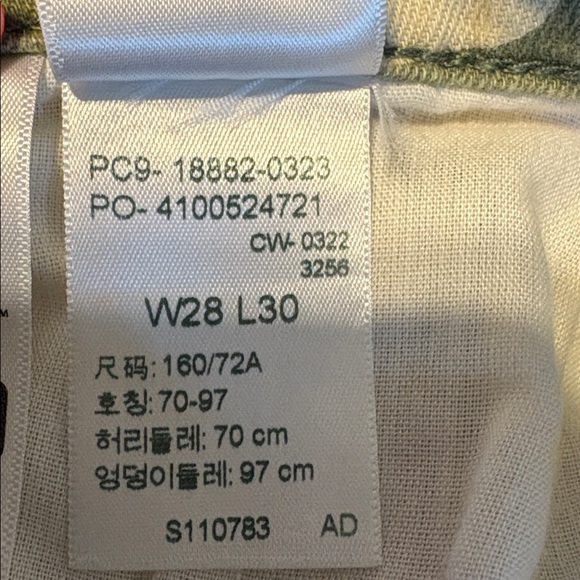 PC9- 18882-0323
PO- 4100524721
CW- 0322
3256
W28 L30
尺码: 160/72A
호칭: 70-97
허리둘레: 70 cm
엉덩이둘레: 97 cm
S110783 AD